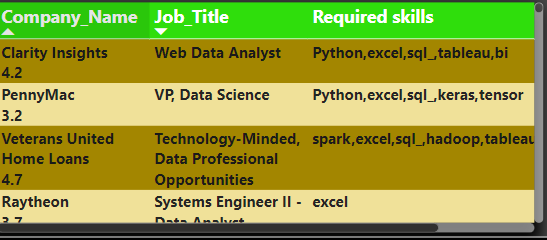 Company_Name Job_Title Required skills
Clarity Insights Web Data Analyst Python,excel,sql_,tableau,bi
4.2
PennyMac VP, Data Science Python,excel,sql_,keras,tensor
3.2
Veterans United Technology-Minded, spark,excel,sql_,hadoop,tableau
Home Loans Data Professional
4.7 Opportunities
Raytheon Systems Engineer II - excel
3.7 Data Analyst